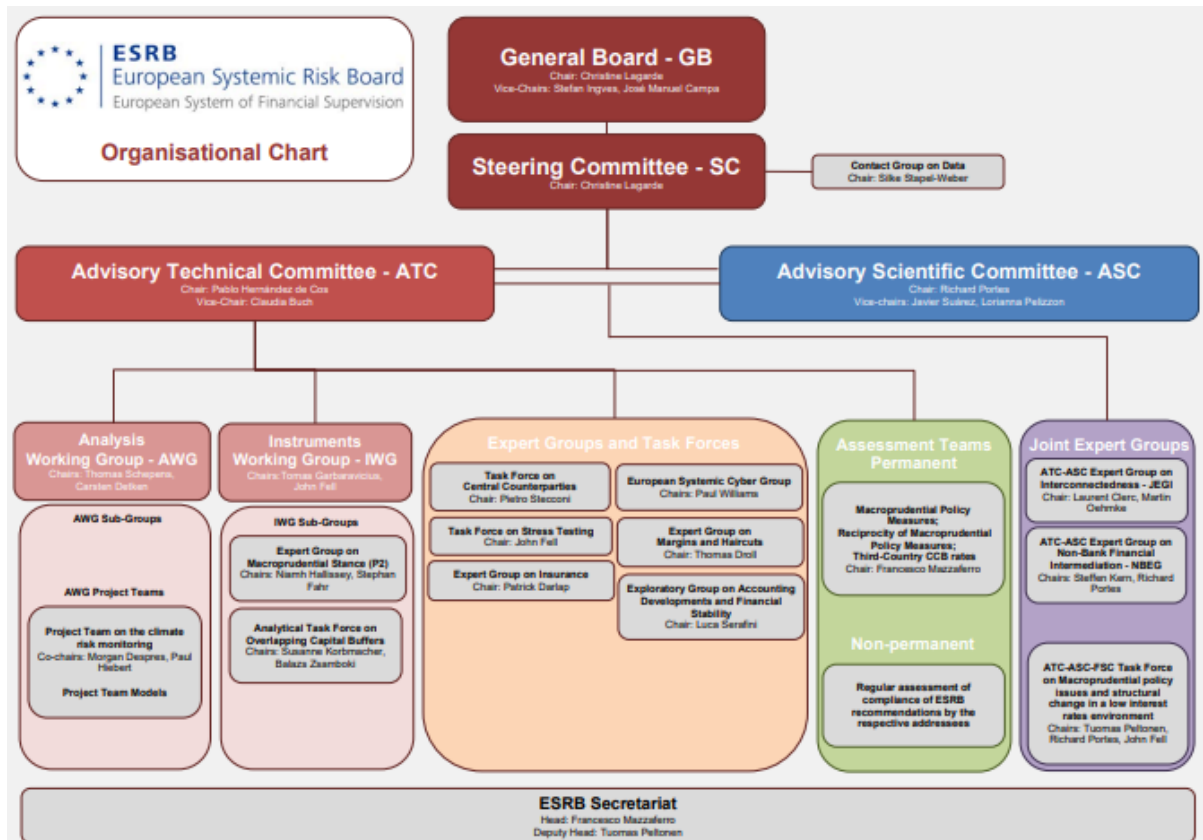 ESRB
European Systemic Risk Board
European System of Financial Supervision
Organisational Chart
General Board - GB
Chair: Christine Lagarde
Vice-Chairs: Stefan Ingves, José Manuel Campa
Steering Committee - SC
Chair: Christine Lagarde
Contact Group on Data
Chair: Silke Stapel-Weber
Advisory Technical Committee - ATC
Chair: Pablo Hernández de Cos
Vice-Chair: Claudia Buch
Advisory Scientific Committee - ASC
Chair: Richard Portes
Vice-chairs: Javier Suárez, Lorianna Pelizzon
Analysis
Working Group - AWG
Chairs: Thomas Schepens,
Carsten Detken
AWG Sub-Groups
AWG Project Teams
Project Team on the climate
risk monitoring
Co-chairs: Morgan Despres, Paul
Hiebert
Project Team Models
Instruments
Working Group - IWG
Chairs:Tomas Garbaravicius,
John Fell
IWG Sub-Groups
Expert Group on
Macroprudential Stance (P2)
Chairs: Niamh Hallissey, Stephan
Fahr
Analytical Task Force on
Overlapping Capital Buffers
Chairs: Susanne Korbmacher,
Balazs Zsamboki
Expert Groups and Task Forces
Task Force on
Central Counterparties
Chair: Pietro Stecconi
Task Force on Stress Testing
Chair: John Fell
Expert Group on Insurance
Chair: Patrick Darlap
European Systemic Cyber Group
Chairs: Paul Williams
Expert Group on
Margins and Haircuts
Chair: Thomas Droll
Exploratory Group on Accounting
Developments and Financial
Stability
Chair: Luca Serafini
Assessment Teams
Permanent
Macroprudential Policy
Measures;
Reciprocity of Macroprudential
Policy Measures;
Third-Country CCB rates
Chair: Francesco Mazzaferro
Non-permanent
Regular assessment of
compliance of ESRB
recommendations by the
respective addressees
Joint Expert Groups
ATC-ASC Expert Group on
Interconnectedness - JEGI
Chair: Laurent Clerc, Martin
Oehmke
ATC-ASC Expert Group on
Non-Bank Financial
Intermediation - NBEG
Chairs: Steffen Kern, Richard
Portes
ATC-ASC-FSC Task Force
on Macroprudential policy
issues and structural
change in a low interest
rates environment
Chairs: Tuomas Peltonen,
Richard Portes, John Fell
ESRB Secretariat
Head: Francesco Mazzaferro
Deputy Head: Tuomas Peltonen